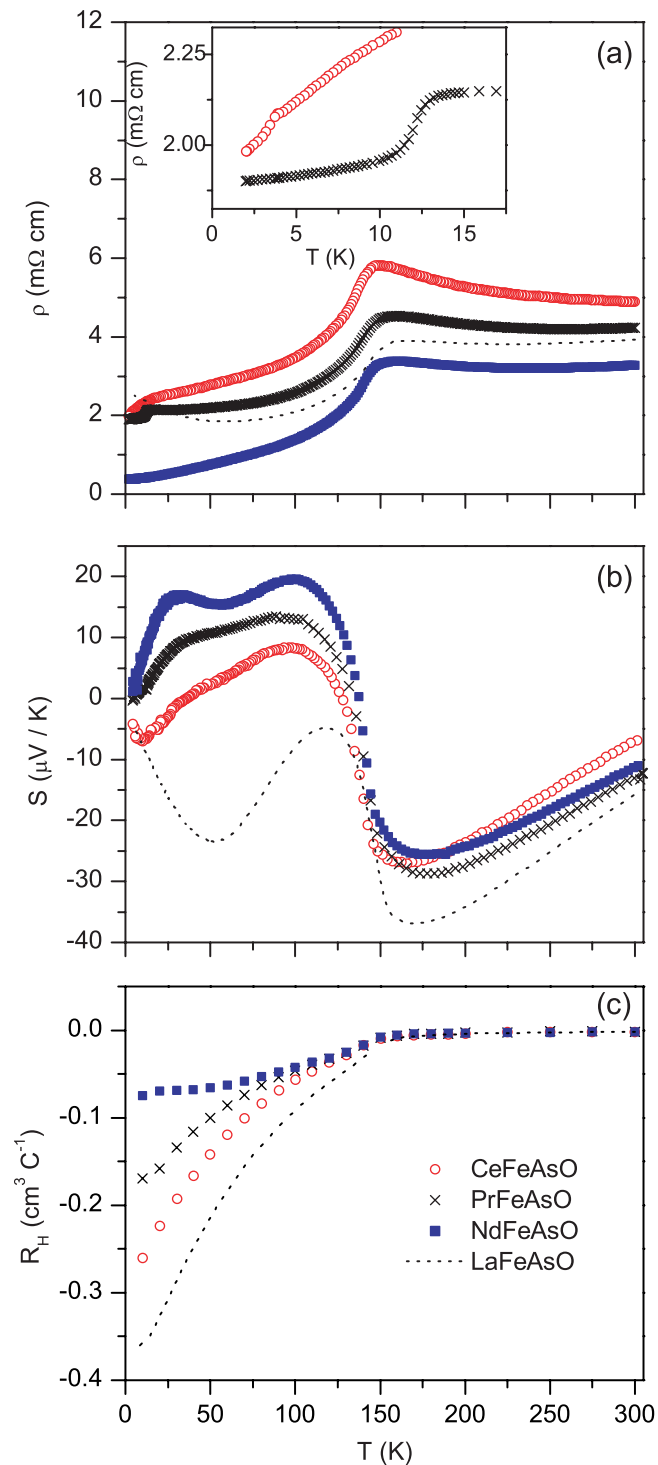 (a)
ρ (mΩ cm)
12
10
8
6
4
2
0
ρ (mΩ cm)
2.25
2.00
0 5 10 15
T (K)
(b)
S (μV / K)
20
10
0
-10
-20
-30
-40
(c)
R_H (cm³ C⁻¹)
0.0
-0.1
-0.2
-0.3
-0.4
CeFeAsO
PrFeAsO
NdFeAsO
LaFeAsO
0 50 100 150 200 250 300
T (K)